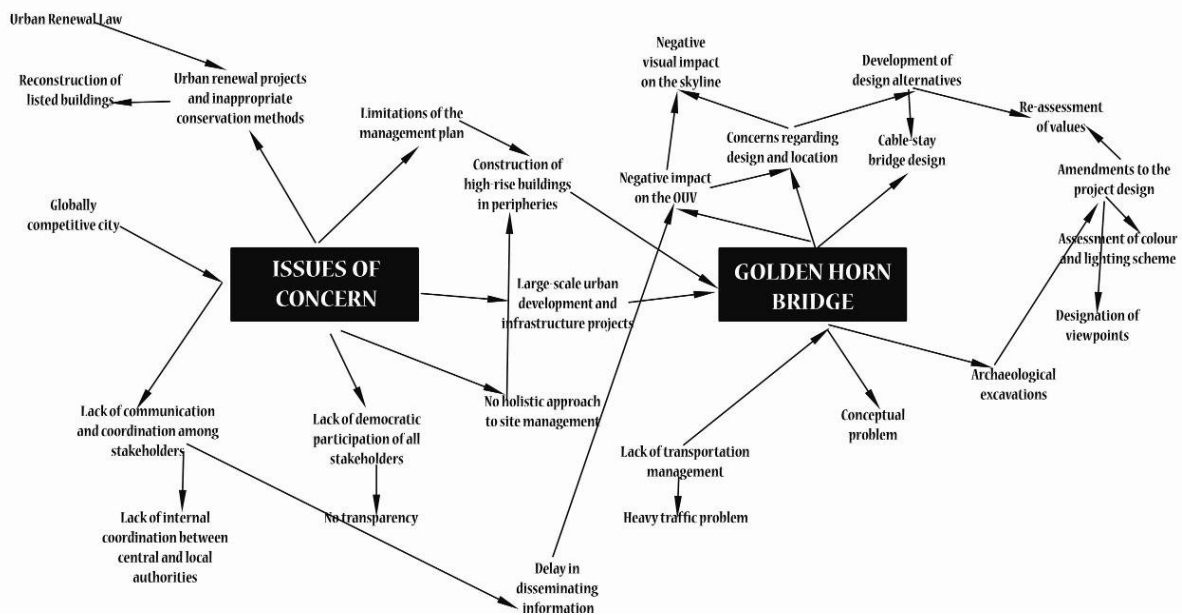 Urban Renewal Law
Reconstruction of
listed buildings
Urban renewal projects
and inappropriate
conservation methods
Limitations of the
management plan
Construction of
high-rise buildings
in peripheries
Globally
competitive city
ISSUES OF
CONCERN
Large-scale urban
development and
infrastructure projects
Lack of communication
and coordination among
stakeholders
Lack of democratic
participation of all
stakeholders
No holistic approach
to site management
Lack of internal
coordination between
central and local
authorities
No transparency
Delay in
disseminating
information
Negative
visual impact
on the skyline
Development of
design alternatives
Re-assessment
of values
Concerns regarding
design and location
Cable-stay
bridge design
Negative impact
on the OUV
Amendments to the
project design
GOLDEN HORN
BRIDGE
Assessment of colour
and lighting scheme
Designation of
viewpoints
Archaeological
excavations
Conceptual
problem
Lack of transportation
management
Heavy traffic problem